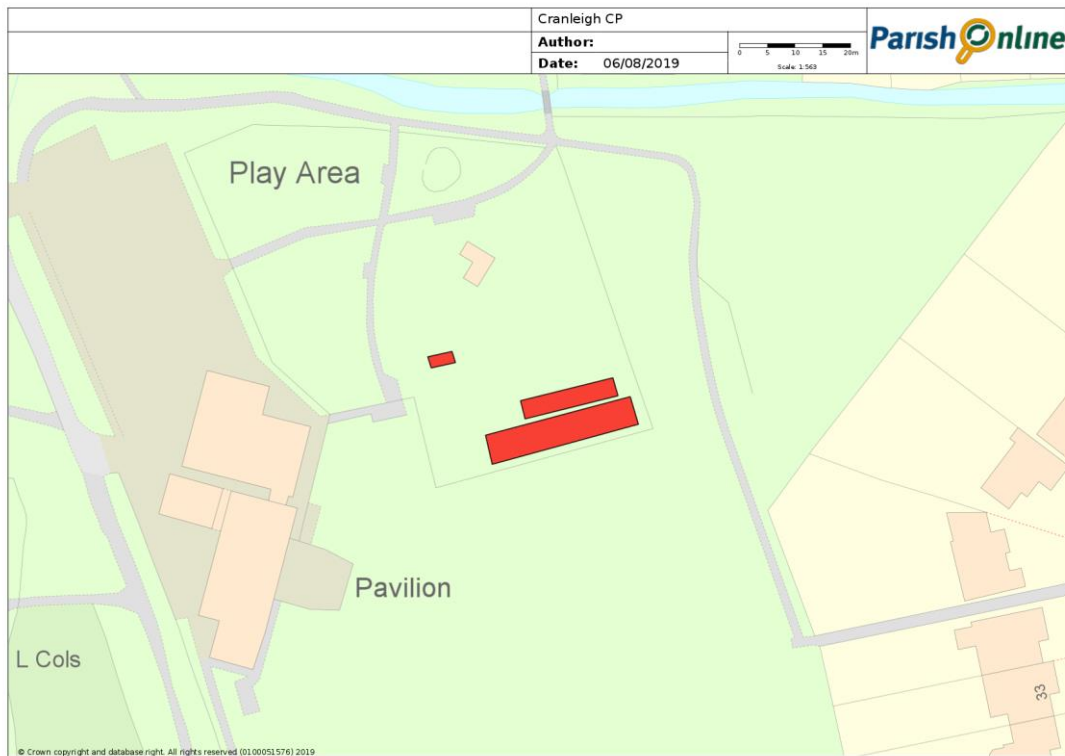 Cranleigh CP
Author:
Date: 06/08/2019
0 5 10 15 20m
Scale: 1:563
Parish Online
Play Area
Pavilion
L Cols
33
© Crown copyright and database right. All rights reserved (0100051576) 2019